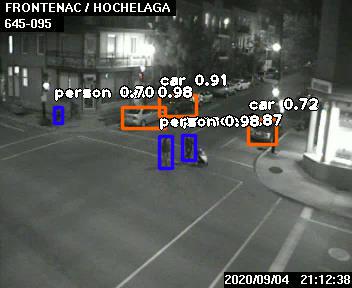 FRONTENAC / HOCHELAGA
645-095
car 0.91
person 0.70 0.98
car 0.72
person 0.98 0.87
2020/09/04 21:12:38